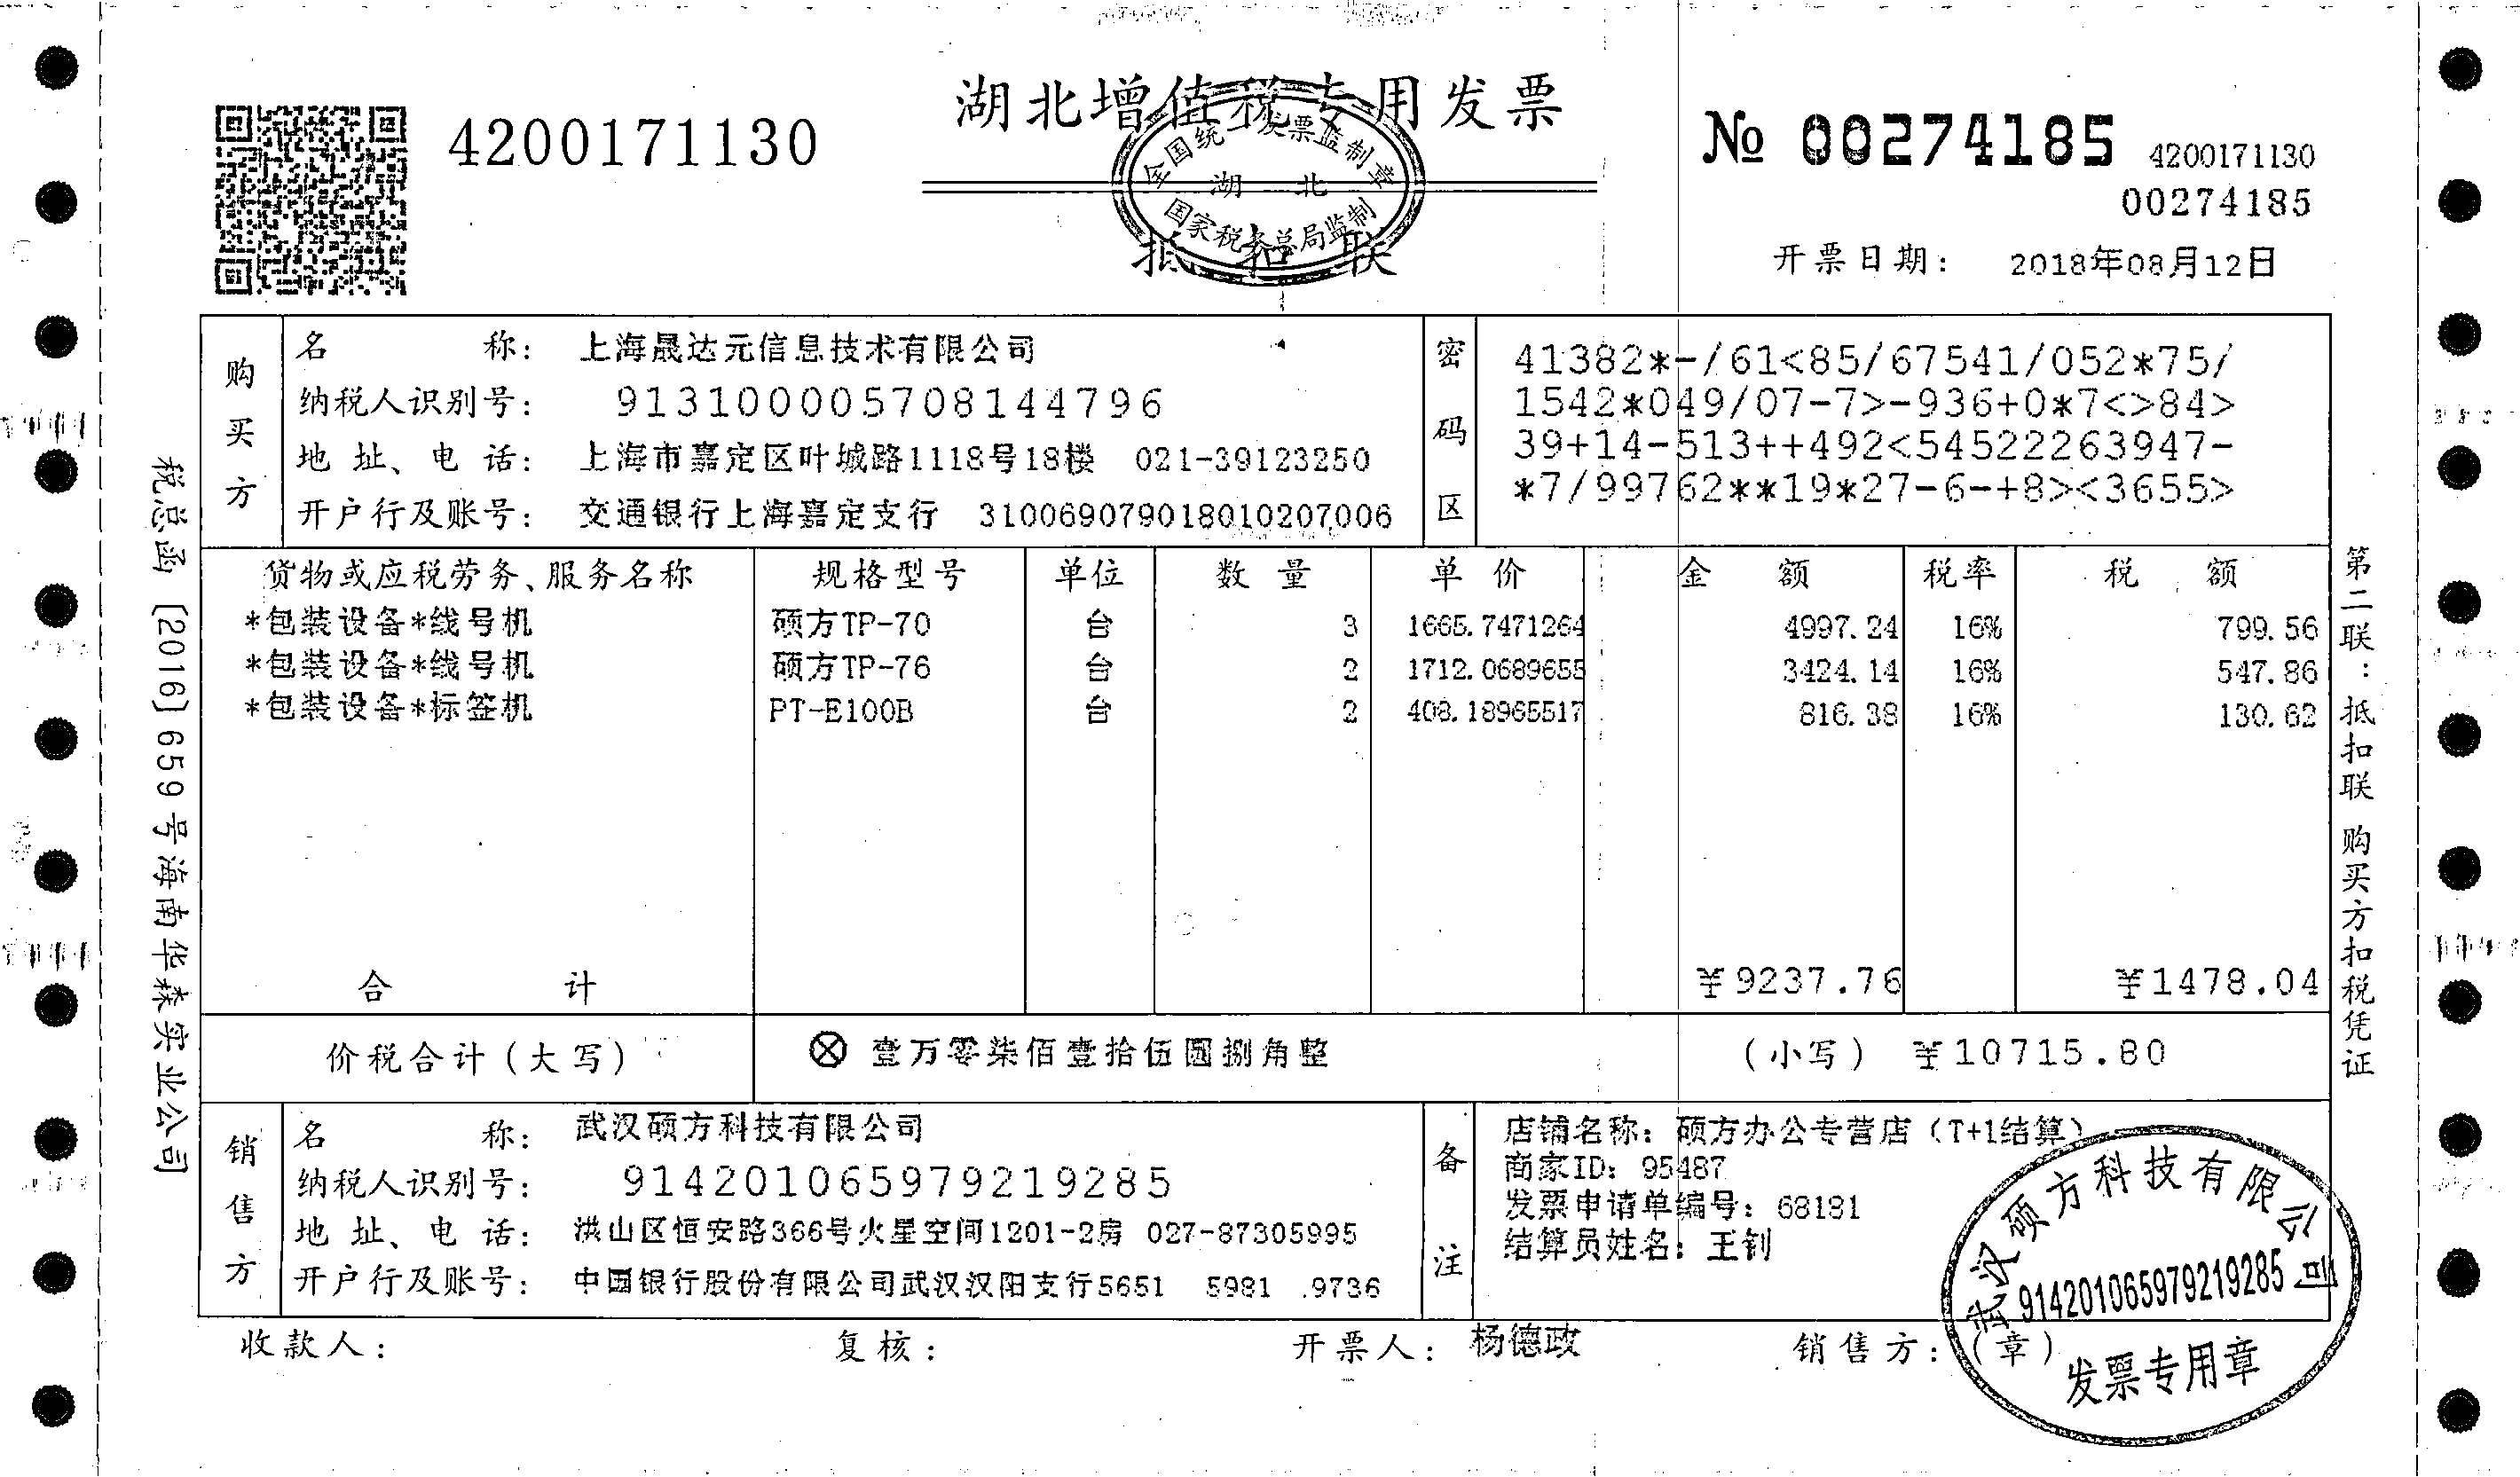 湖北增值税专用发票
全国统一发票监制章
湖 北
国家税务总局监制
抵扣联
4200171130
№ 00274185 4200171130
00274185
开票日期: 2018年08月12日
购买方
名 称: 上海晟达元信息技术有限公司
纳税人识别号: 913100005708144796
地 址、电 话: 上海市嘉定区叶城路1118号18楼 021-39123250
开户行及账号: 交通银行上海嘉定支行 310069079018010207006
密码区
41382*-/61<85/67541/052*75/
1542*049/07-7>-936+0*7<>84>
39+14-513++492<54522263947-
*7/99762**19*27-6-+8><3655>
货物或应税劳务、服务名称 规格型号 单位 数 量 单 价 金 额 税率 税 额
*包装设备*线号机 硕方TP-70 台 3 1665.7471264 4997.24 16% 799.56
*包装设备*线号机 硕方TP-76 台 2 1712.0689655 3424.14 16% 547.86
*包装设备*标签机 PT-E100B 台 2 408.18965517 816.38 16% 130.62
合 计 ¥9237.76 ¥1478.04
价税合计(大写) ⊗ 壹万零柒佰壹拾伍圆捌角整 (小写) ¥10715.80
销售方
名 称: 武汉硕方科技有限公司
纳税人识别号: 914201065979219285
地 址、电 话: 洪山区恒安路366号火星空间1201-2房 027-87305995
开户行及账号: 中国银行股份有限公司武汉汉阳支行5651 5981 .9736
备注
店铺名称: 硕方办公专营店(T+1结算)
商家ID: 95487
发票申请单编号: 68181
结算员姓名: 王钊
收款人: 复核: 开票人: 杨德政 销售方:(章)
武汉硕方科技有限公司
914201065979219285
发票专用章
税总函〔2016〕659号海南华森实业公司
第二联:抵扣联 购买方扣税凭证